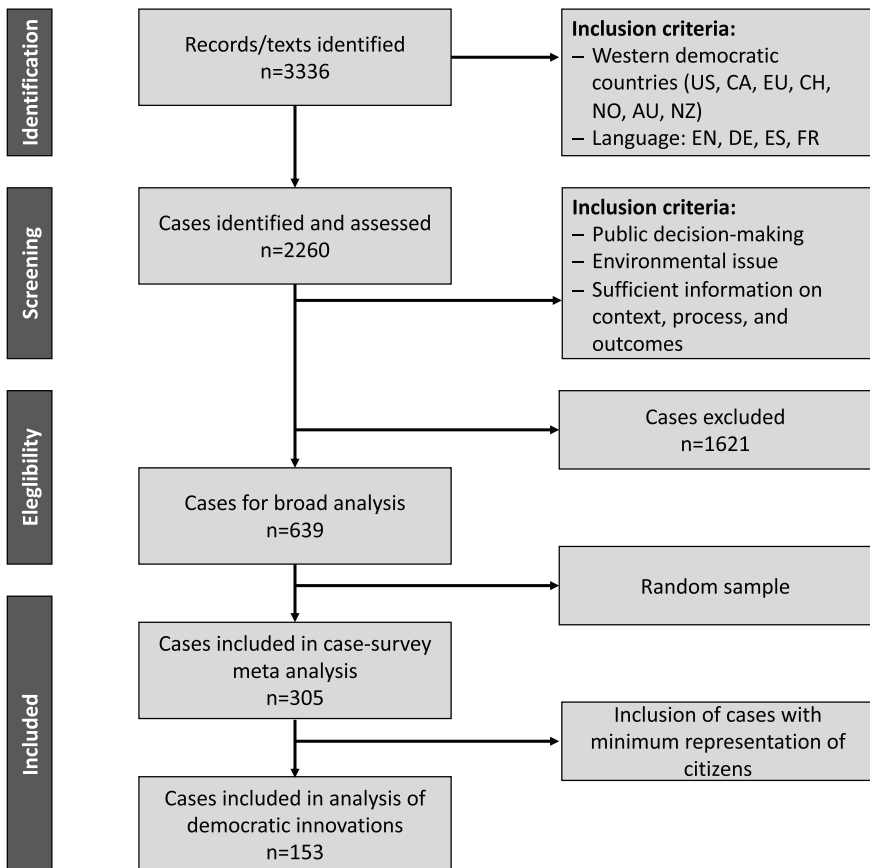 Identification
Records/texts identified
n=3336
Inclusion criteria:
– Western democratic
countries (US, CA, EU, CH,
NO, AU, NZ)
– Language: EN, DE, ES, FR
Screening
Cases identified and assessed
n=2260
Inclusion criteria:
– Public decision-making
– Environmental issue
– Sufficient information on
context, process, and
outcomes
Eleglibility
Cases excluded
n=1621
Cases for broad analysis
n=639
Random sample
Included
Cases included in case-survey
meta analysis
n=305
Inclusion of cases with
minimum representation of
citizens
Cases included in analysis of
democratic innovations
n=153